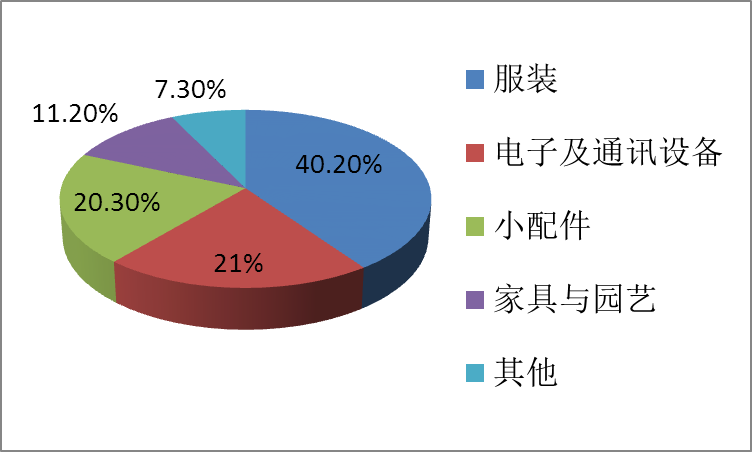 7.30%
11.20%
40.20%
20.30%
21%
服装
电子及通讯设备
小配件
家具与园艺
其他